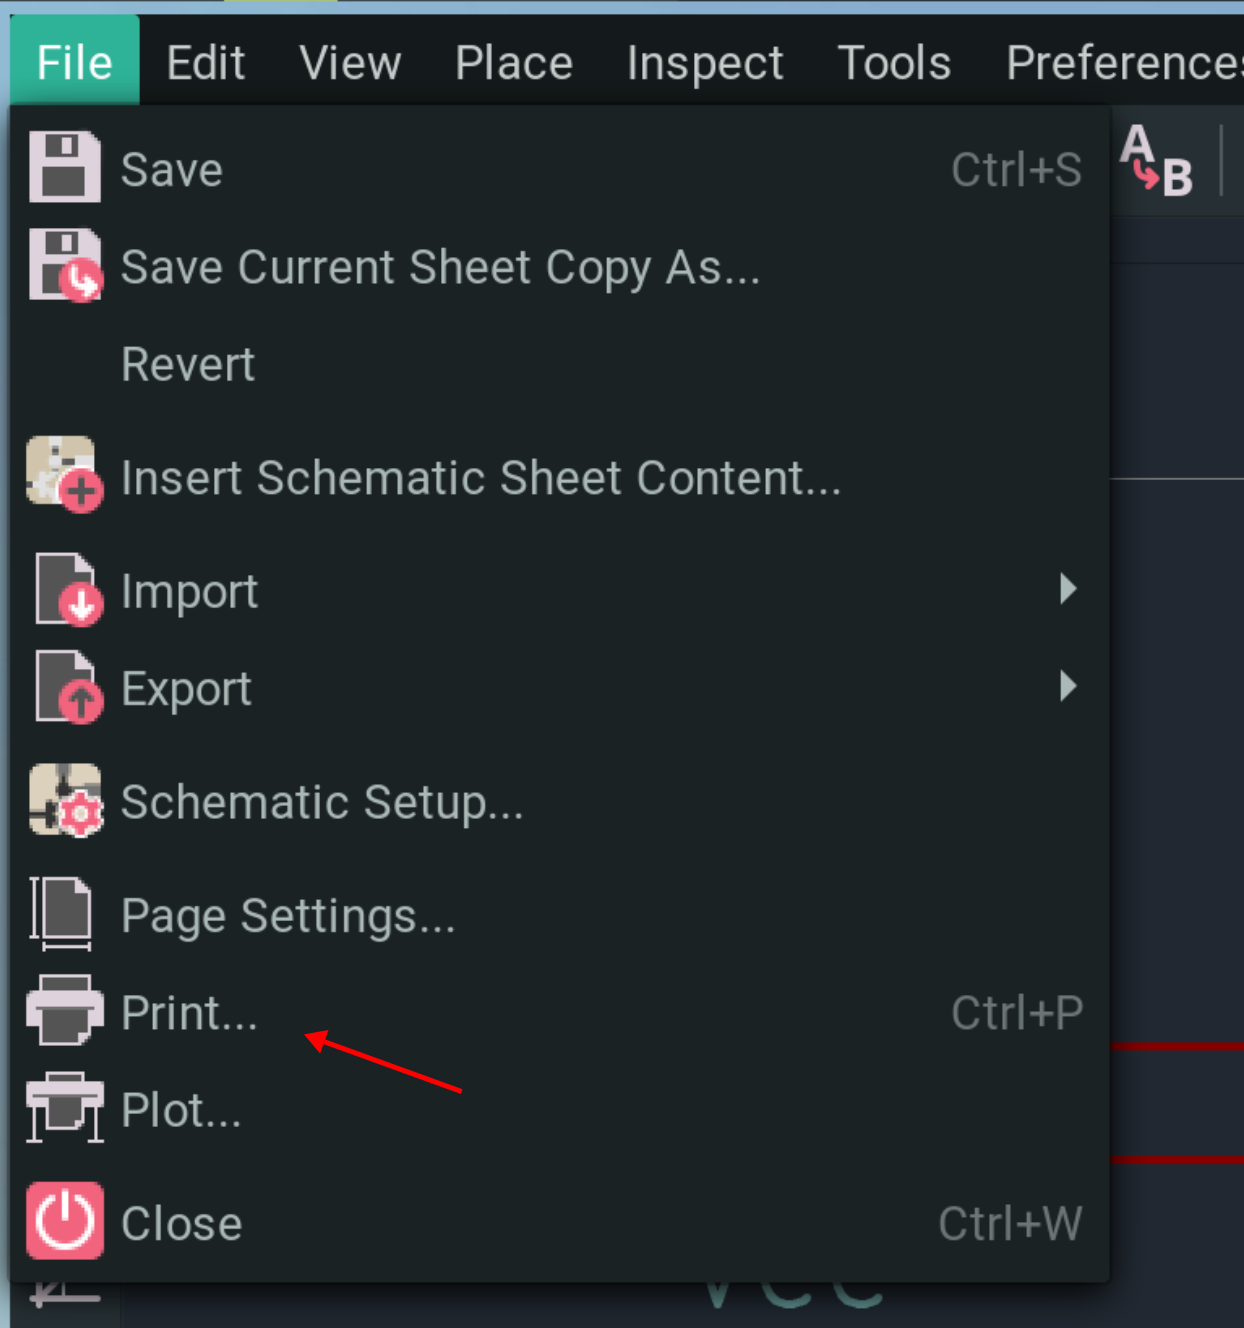 File Edit View Place Inspect Tools Preferences
Save Ctrl+S
A
B
Save Current Sheet Copy As...
Revert
Insert Schematic Sheet Content...
Import
Export
Schematic Setup...
Page Settings...
Print... Ctrl+P
Plot...
Close Ctrl+W
VCC